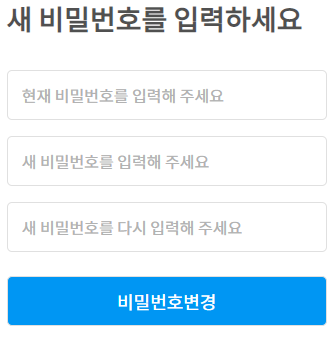 새 비밀번호를 입력하세요
현재 비밀번호를 입력해 주세요
새 비밀번호를 입력해 주세요
새 비밀번호를 다시 입력해 주세요
비밀번호변경